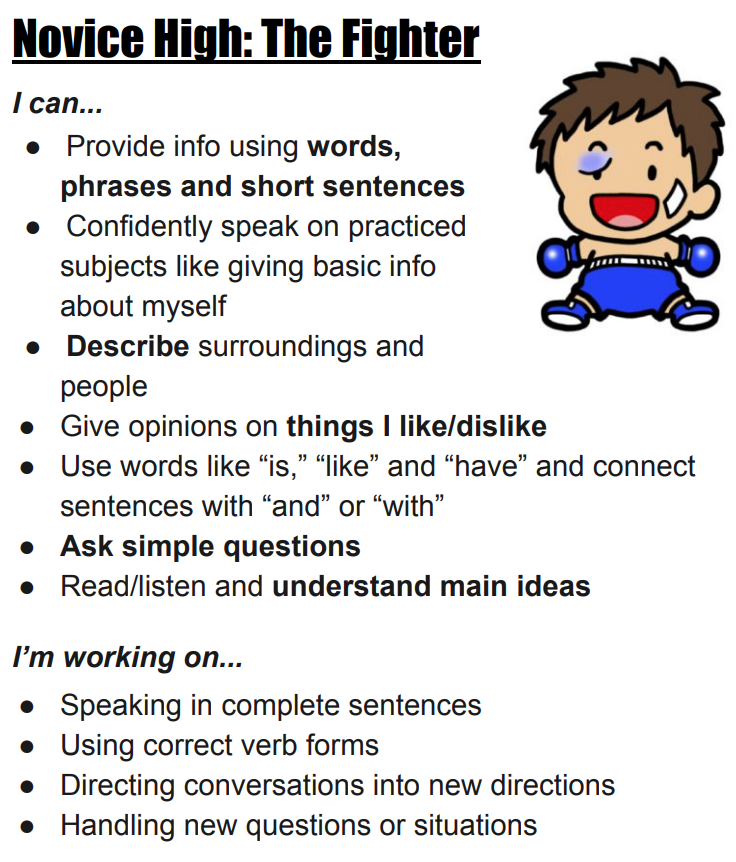 Novice High: The Fighter
I can...
● Provide info using words,
phrases and short sentences
● Confidently speak on practiced
subjects like giving basic info
about myself
● Describe surroundings and
people
● Give opinions on things I like/dislike
● Use words like “is,” “like” and “have” and connect
sentences with “and” or “with”
● Ask simple questions
● Read/listen and understand main ideas
I’m working on...
● Speaking in complete sentences
● Using correct verb forms
● Directing conversations into new directions
● Handling new questions or situations